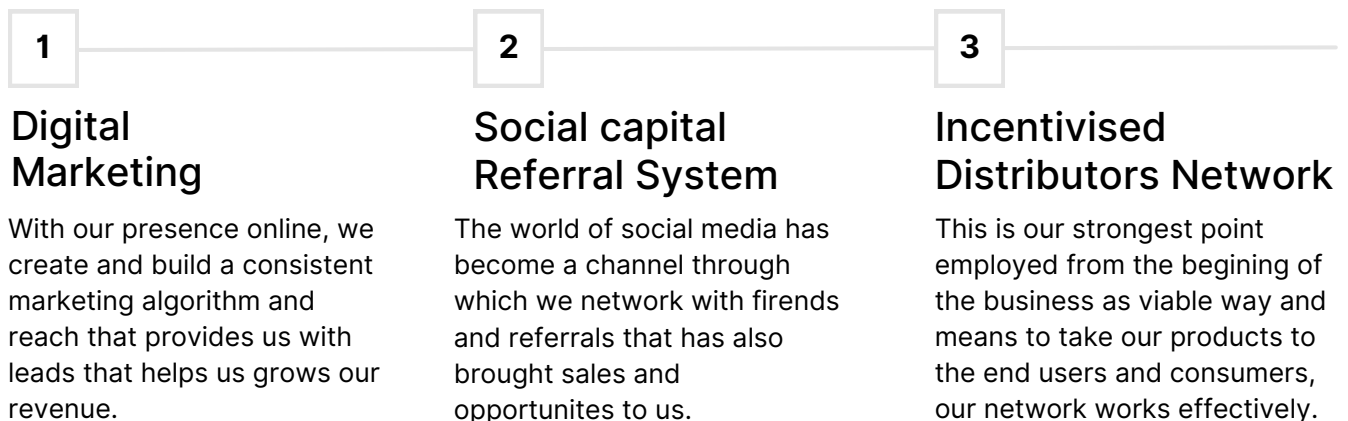 1
Digital
Marketing
With our presence online, we
create and build a consistent
marketing algorithm and
reach that provides us with
leads that helps us grows our
revenue.
2
Social capital
Referral System
The world of social media has
become a channel through
which we network with firends
and referrals that has also
brought sales and
opportunites to us.
3
Incentivised
Distributors Network
This is our strongest point
employed from the begining of
the business as viable way and
means to take our products to
the end users and consumers,
our network works effectively.